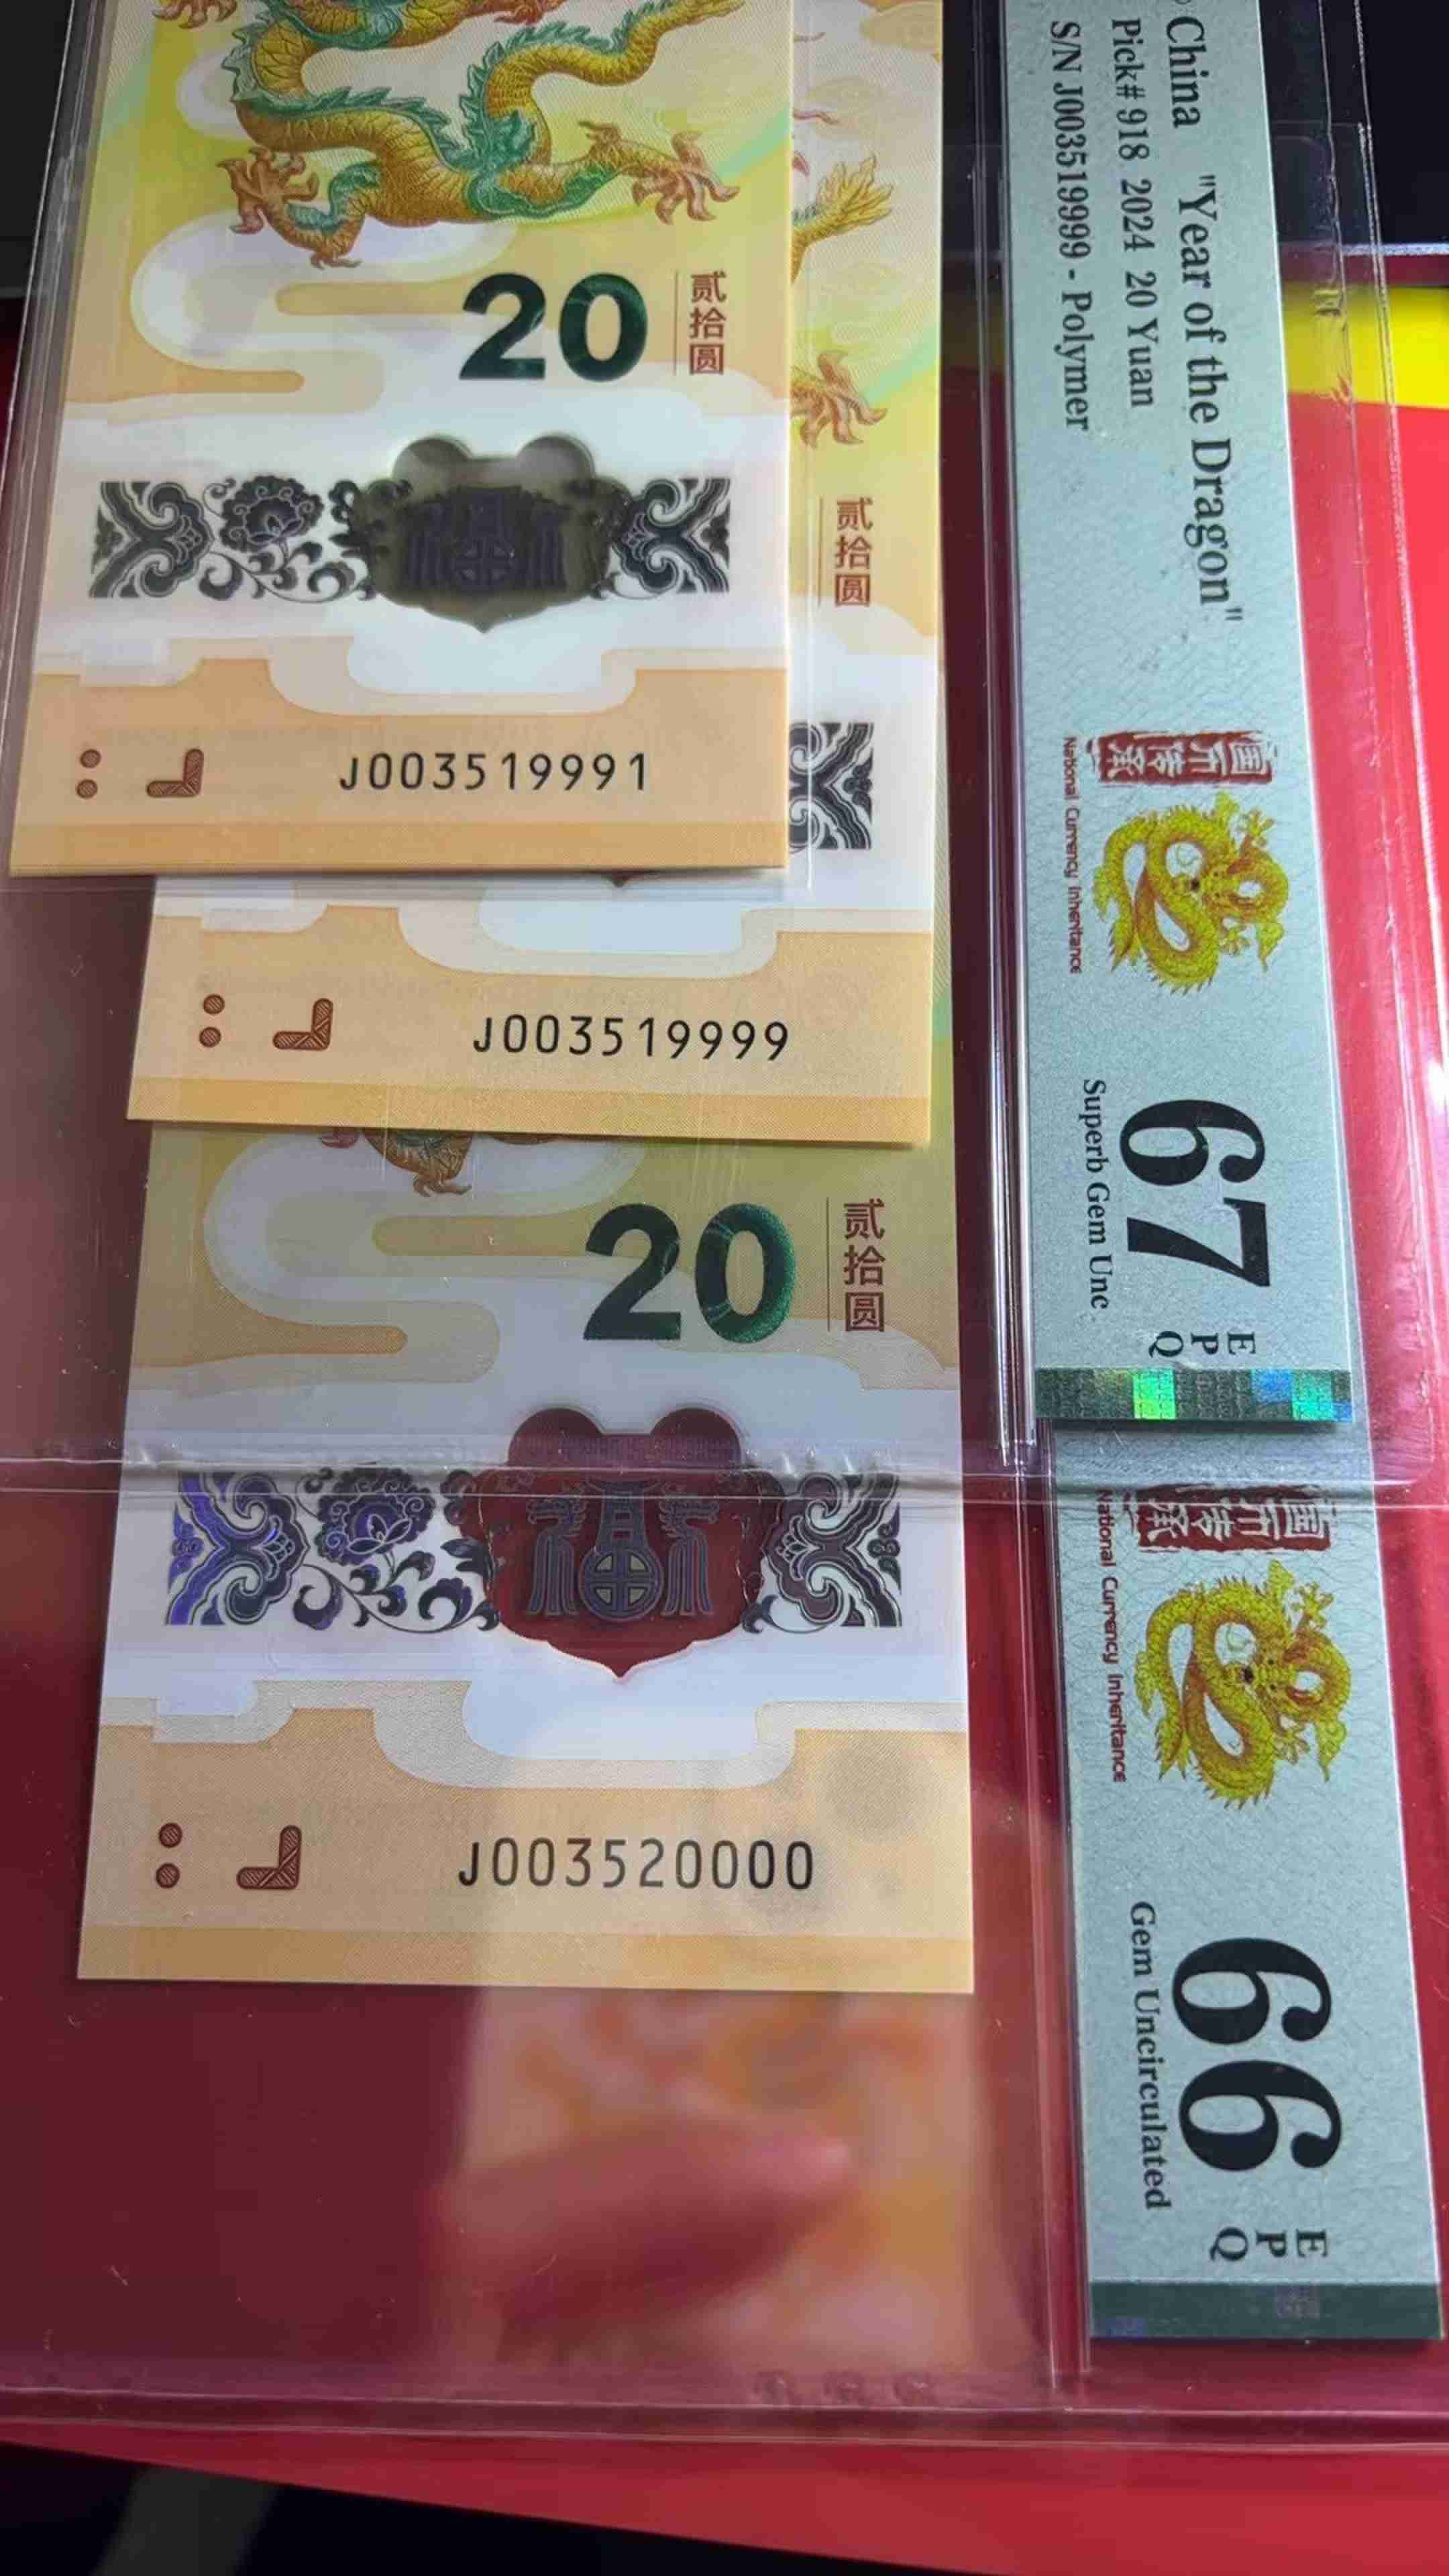 20
贰拾圆
福
J003519991
贰拾圆
J003519999
20
贰拾圆
福
J003520000
China "Year of the Dragon"
Pick# 918 2024 20 Yuan
S/N J003519999 - Polymer
国币传承
National Currency Inheritance
67
Superb Gem Unc
EPQ
国币传承
National Currency Inheritance
66
Gem Uncirculated
EPQ